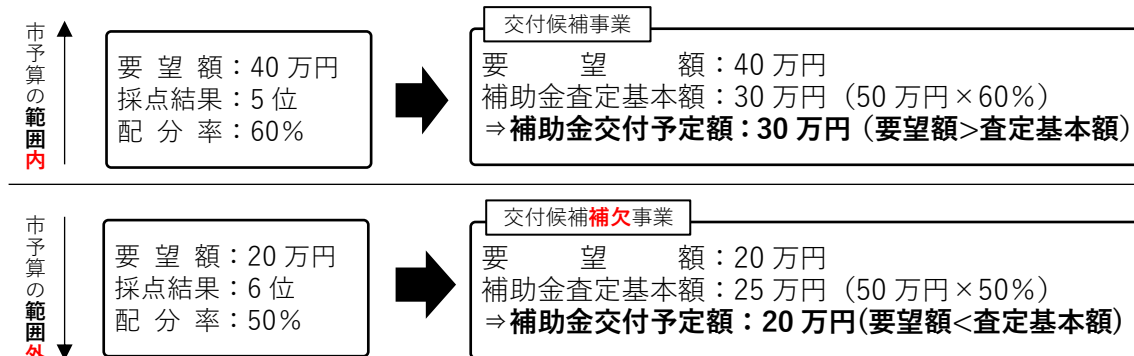 市予算の範囲内
要望額：40万円
採点結果：5位
配分率：60%
交付候補事業
要望額：40万円
補助金査定基本額：30万円（50万円×60%）
⇒補助金交付予定額：30万円（要望額>査定基本額）
市予算の範囲外
要望額：20万円
採点結果：6位
配分率：50%
交付候補補欠事業
要望額：20万円
補助金査定基本額：25万円（50万円×50%）
⇒補助金交付予定額：20万円(要望額<査定基本額)